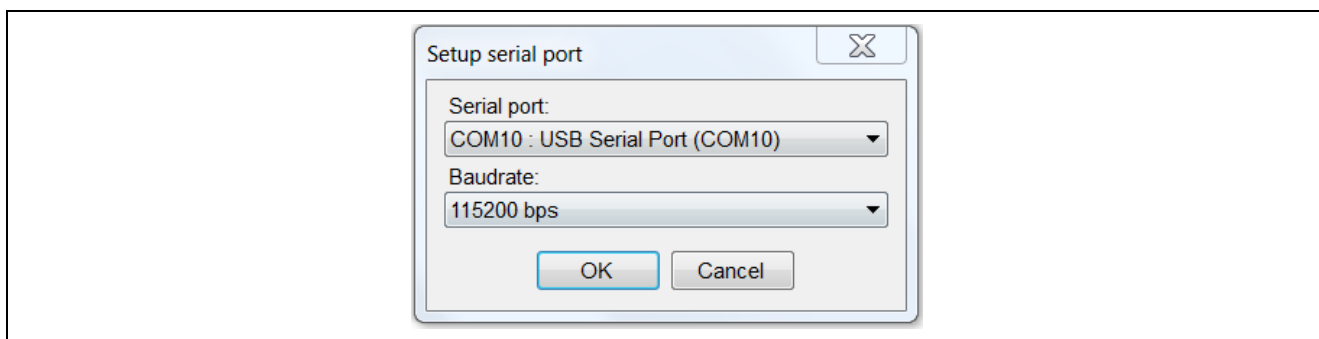 Setup serial port
Serial port:
COM10 : USB Serial Port (COM10)
Baudrate:
115200 bps
OK Cancel